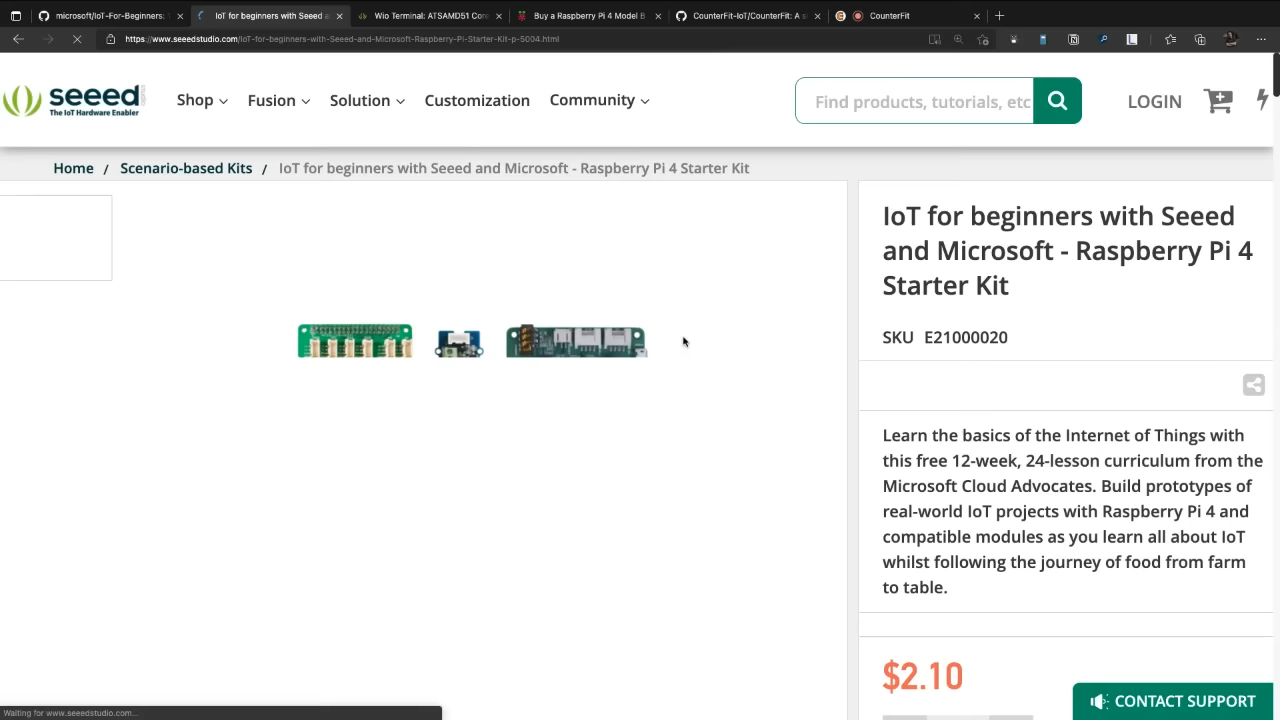 microsoft/IoT-For-Beginners:
IoT for beginners with Seeed a
Wio Terminal: ATSAMD51 Core
Buy a Raspberry Pi 4 Model B
CounterFit-IoT/CounterFit: A s
CounterFit
https://www.seeedstudio.com/IoT-for-beginners-with-Seeed-and-Microsoft-Raspberry-Pi-Starter-Kit-p-5004.html
seeed studio
The IoT Hardware Enabler
Shop
Fusion
Solution
Customization
Community
Find products, tutorials, etc
LOGIN
Home / Scenario-based Kits / IoT for beginners with Seeed and Microsoft - Raspberry Pi 4 Starter Kit
IoT for beginners with Seeed
and Microsoft - Raspberry Pi 4
Starter Kit
SKU E21000020
Learn the basics of the Internet of Things with
this free 12-week, 24-lesson curriculum from the
Microsoft Cloud Advocates. Build prototypes of
real-world IoT projects with Raspberry Pi 4 and
compatible modules as you learn all about IoT
whilst following the journey of food from farm
to table.
$2.10
CONTACT SUPPORT
Waiting for www.seeedstudio.com...